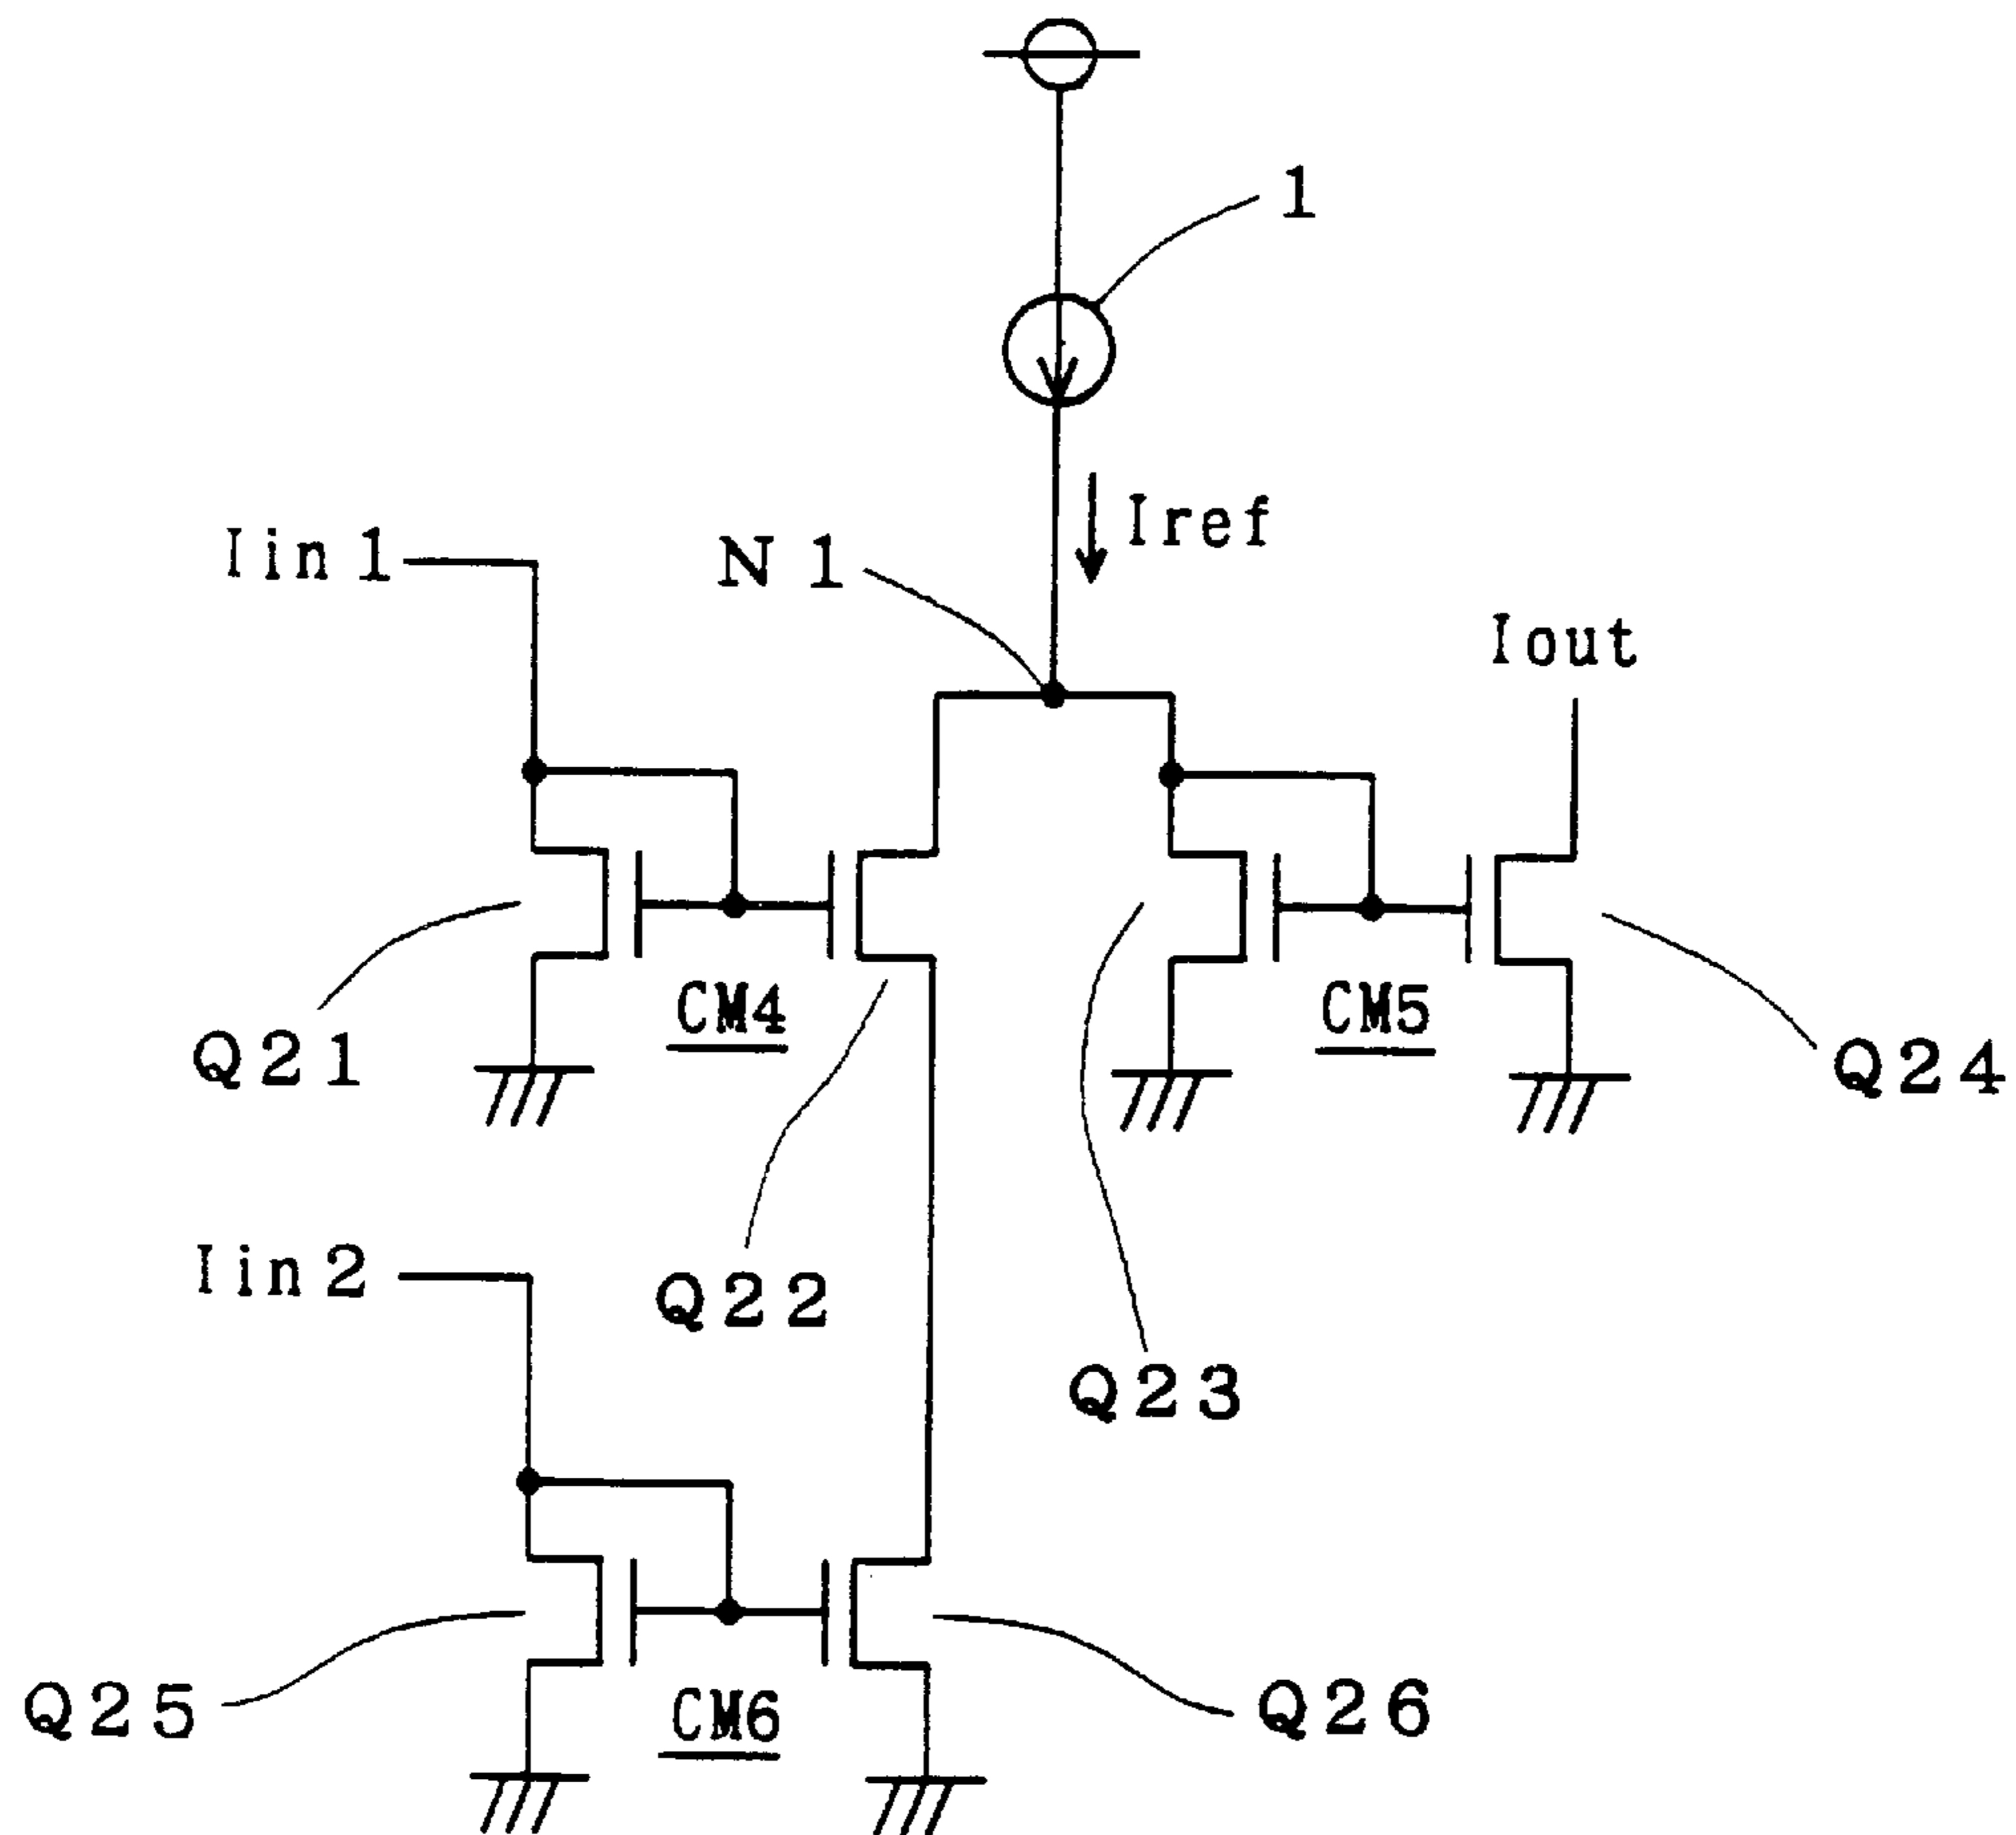 1
Iref
Iin1
N1
Iout
CM4
CM5
Q21
Q24
Iin2
Q22
Q23
Q25
CM6
Q26